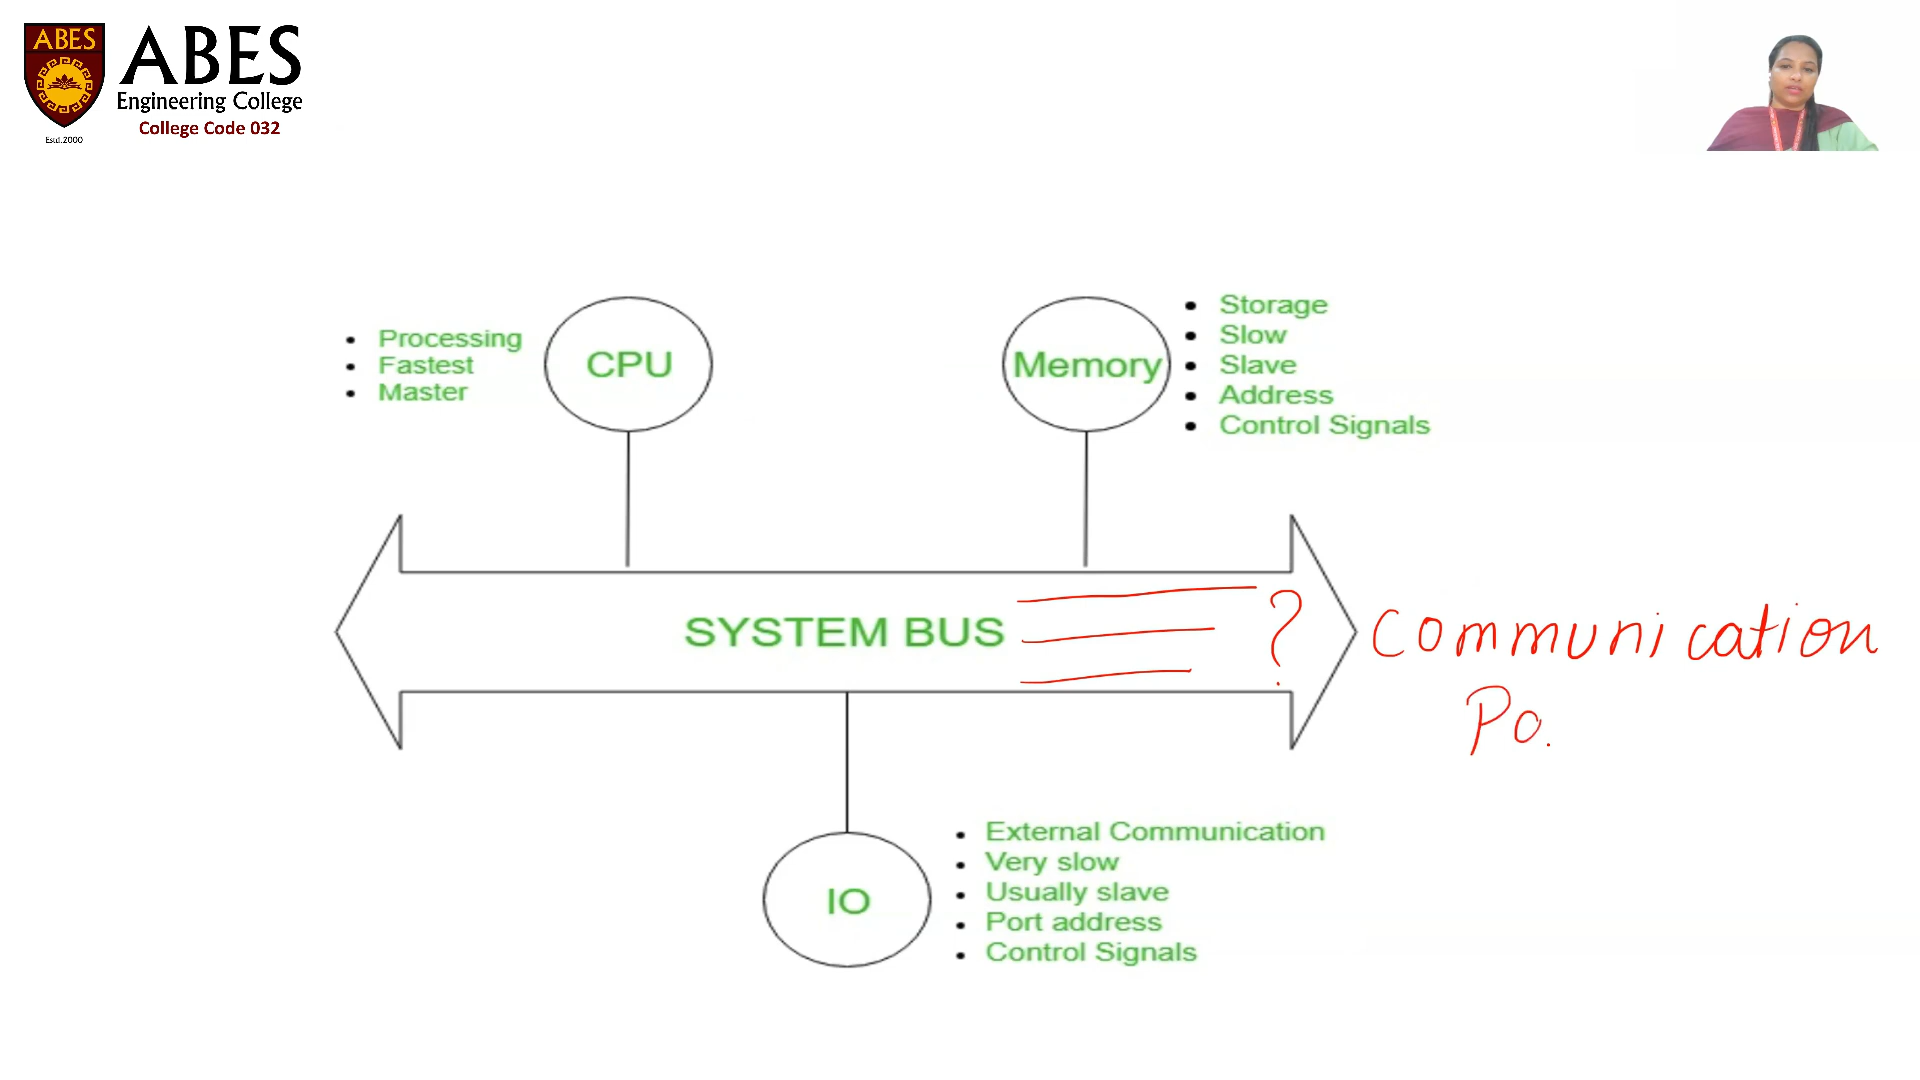 ABES
ABES
Engineering College
College Code 032
Estd.2000
Processing
Fastest
Master
CPU
Memory
Storage
Slow
Slave
Address
Control Signals
SYSTEM BUS
?
Communication
Po.
IO
External Communication
Very slow
Usually slave
Port address
Control Signals